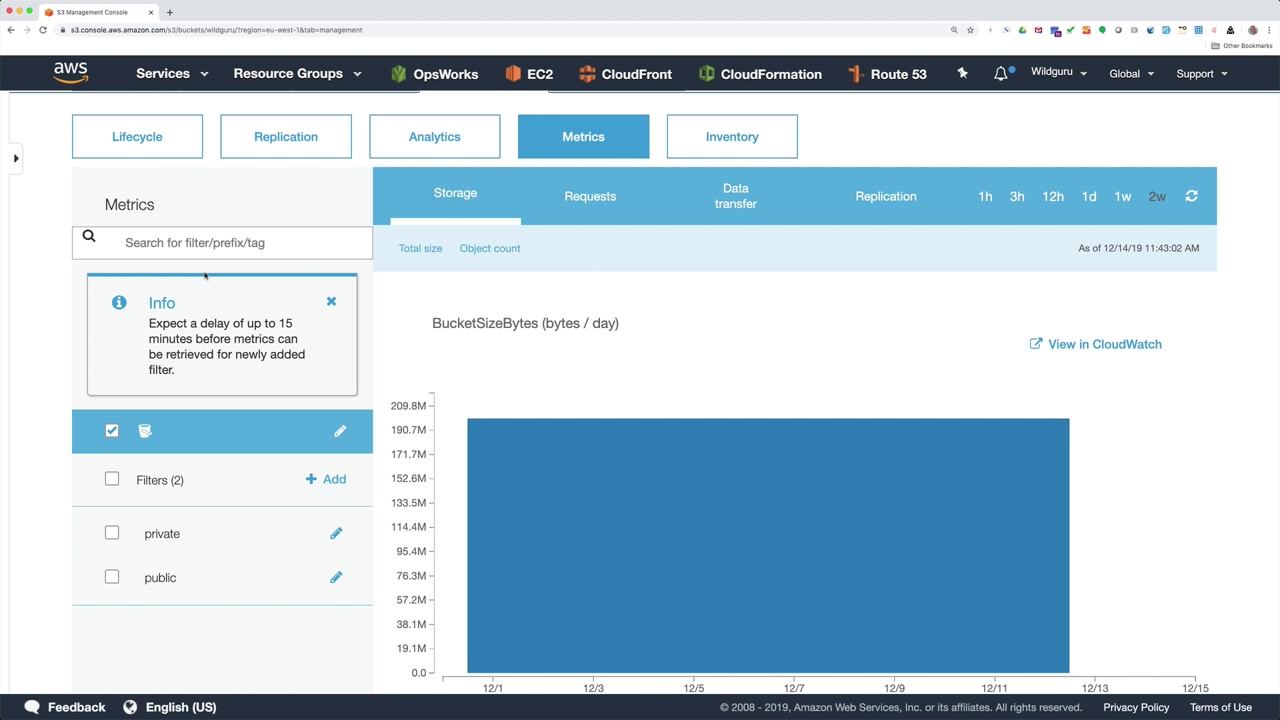 S3 Management Console
s3.console.aws.amazon.com/s3/buckets/wildguru/?region=eu-west-1&tab=management
Other Bookmarks
aws
Services
Resource Groups
OpsWorks
EC2
CloudFront
CloudFormation
Route 53
Wildguru
Global
Support
Lifecycle
Replication
Analytics
Metrics
Inventory
Metrics
Search for filter/prefix/tag
Info
Expect a delay of up to 15
minutes before metrics can
be retrieved for newly added
filter.
Filters (2)
Add
private
public
Storage
Requests
Data
transfer
Replication
1h
3h
12h
1d
1w
2w
Total size
Object count
As of 12/14/19 11:43:02 AM
BucketSizeBytes (bytes / day)
View in CloudWatch
209.8M
190.7M
171.7M
152.6M
133.5M
114.4M
95.4M
76.3M
57.2M
38.1M
19.1M
0.0
12/1
12/3
12/5
12/7
12/9
12/11
12/13
12/15
Feedback
English (US)
© 2008 - 2019, Amazon Web Services, Inc. or its affiliates. All rights reserved.
Privacy Policy
Terms of Use